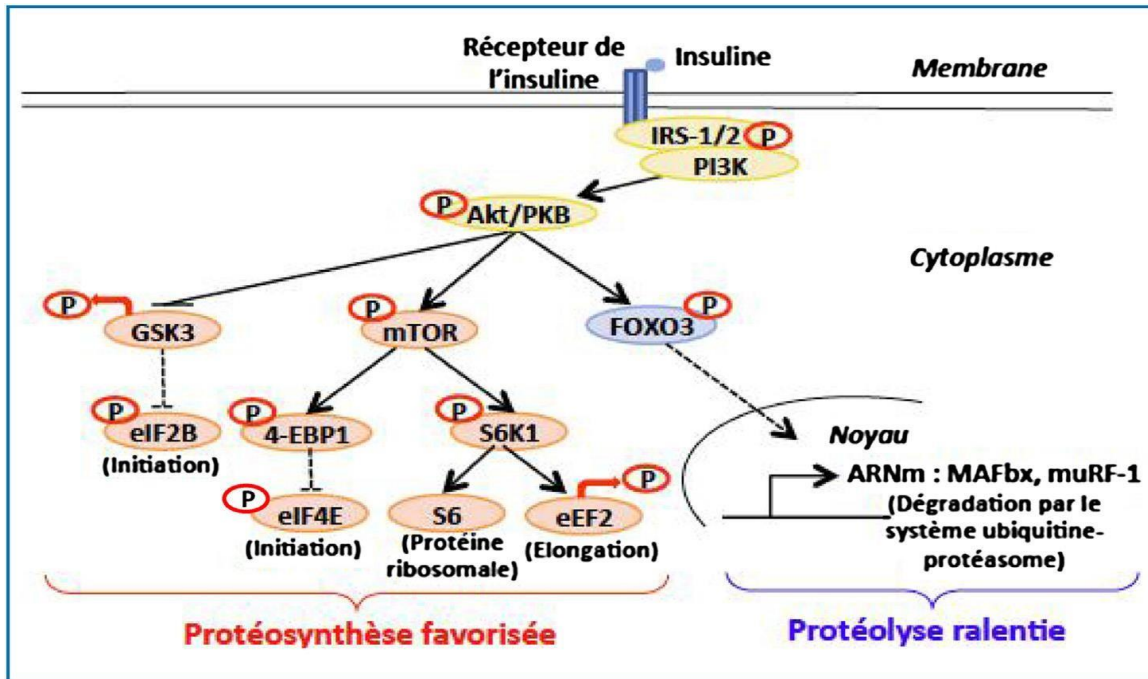 Récepteur de
l'insuline
Insuline
Membrane
IRS-1/2 P
PI3K
P Akt/PKB
Cytoplasme
P
GSK3
P
mTOR
FOXO3 P
P
eIF2B
(Initiation)
P
4-EBP1
P
S6K1
Noyau
ARNm : MAFbx, muRF-1
(Dégradation par le
système ubiquitine-
protéasome)
P
eIF4E
(Initiation)
S6
(Protéine
ribosomale)
eEF2
P
(Elongation)
Protéosynthèse favorisée
Protéolyse ralentie